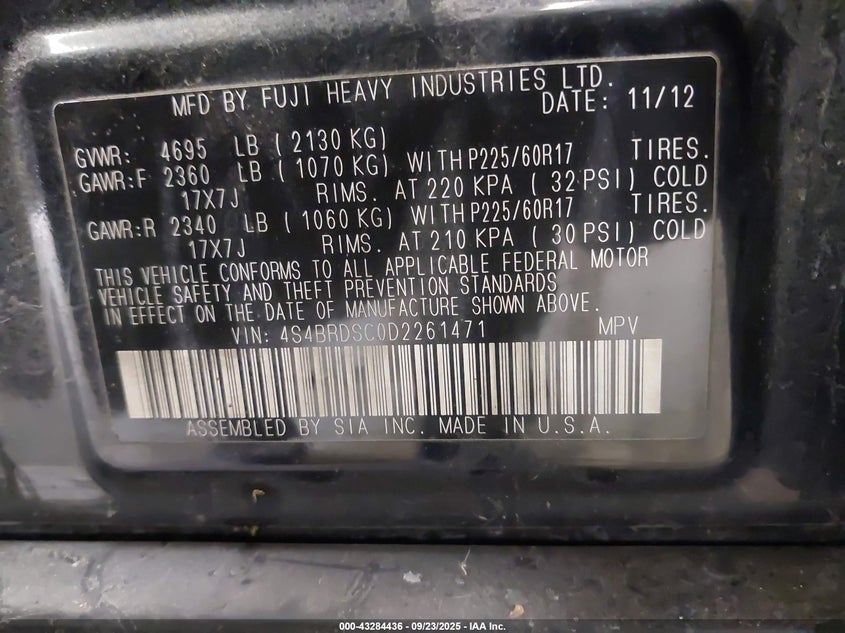 MFD BY FUJI HEAVY INDUSTRIES LTD.
DATE: 11/12
GVWR: 4695 LB ( 2130 KG)
GAWR:F 2360 LB ( 1070 KG) WITH P225/60R17 TIRES.
17X7J RIMS. AT 220 KPA ( 32 PSI) COLD
GAWR:R 2340 LB ( 1060 KG) WITH P225/60R17 TIRES.
17X7J RIMS. AT 210 KPA ( 30 PSI) COLD
THIS VEHICLE CONFORMS TO ALL APPLICABLE FEDERAL MOTOR
VEHICLE SAFETY AND THEFT PREVENTION STANDARDS
IN EFFECT ON THE DATE OF MANUFACTURE SHOWN ABOVE.
VIN: 4S4BRDSC0D2261471 MPV
ASSEMBLED BY SIA INC. MADE IN U.S.A.
000-43284436 - 09/23/2025 - IAA Inc.